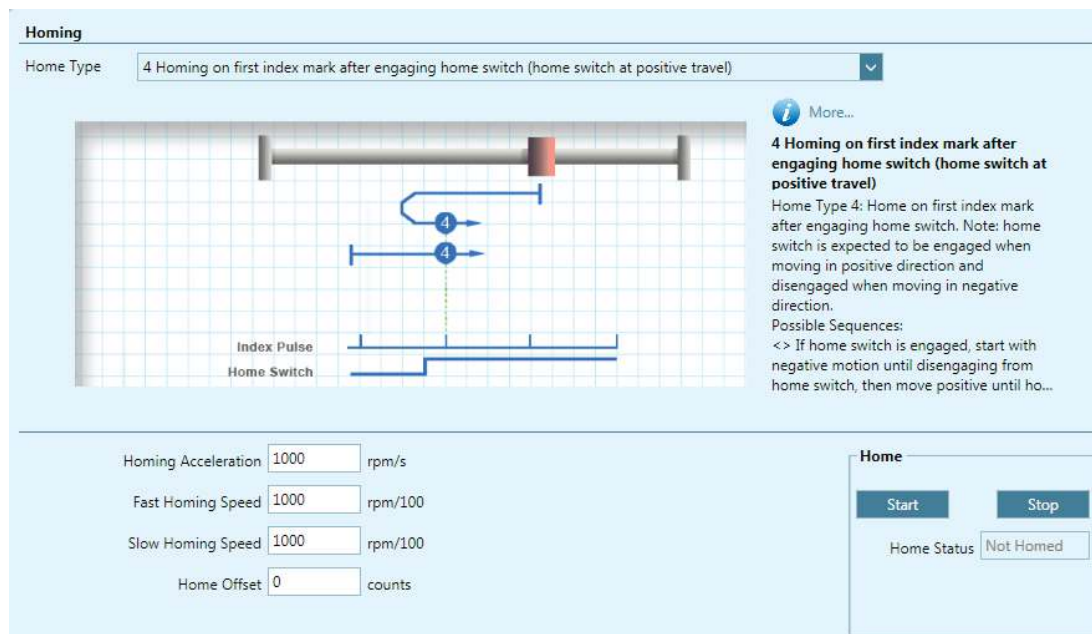 Homing
Home Type 4 Homing on first index mark after engaging home switch (home switch at positive travel)
More...
4 Homing on first index mark after
engaging home switch (home switch at
positive travel)
Home Type 4: Home on first index mark
after engaging home switch. Note: home
switch is expected to be engaged when
moving in positive direction and
disengaged when moving in negative
direction.
Possible Sequences:
<> If home switch is engaged, start with
negative motion until disengaging from
home switch, then move positive until ho...
4
4
Index Pulse
Home Switch
Homing Acceleration 1000 rpm/s
Fast Homing Speed 1000 rpm/100
Slow Homing Speed 1000 rpm/100
Home Offset 0 counts
Home
Start Stop
Home Status Not Homed